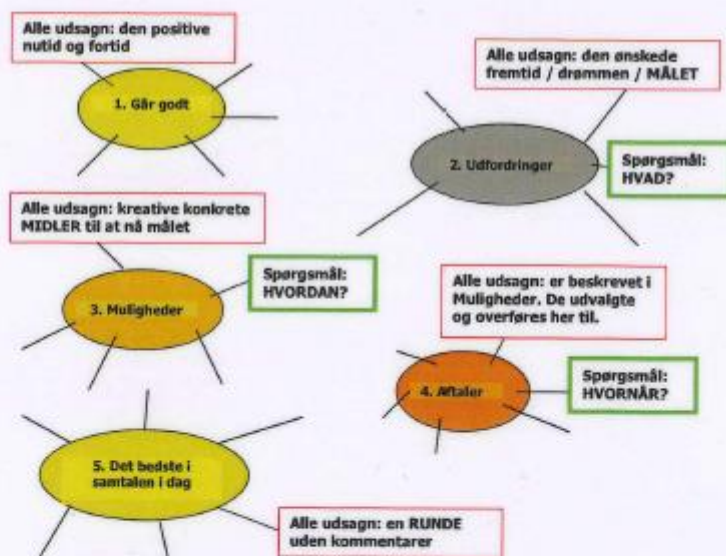 Alle udsagn: den positive
nutid og fortid
1. Går godt
Alle udsagn: den ønskede
fremtid / drømmen / MÅLET
2. Udfordringer
Spørgsmål:
HVAD?
Alle udsagn: kreative konkrete
MIDLER til at nå målet
Spørgsmål:
HVORDAN?
3. Muligheder
Alle udsagn: er beskrevet i
Muligheder. De udvalgte
og overføres her til.
4. Aftaler
Spørgsmål:
HVORNÅR?
5. Det bedste i
samtalen i dag
Alle udsagn: en RUNDE
uden kommentarer